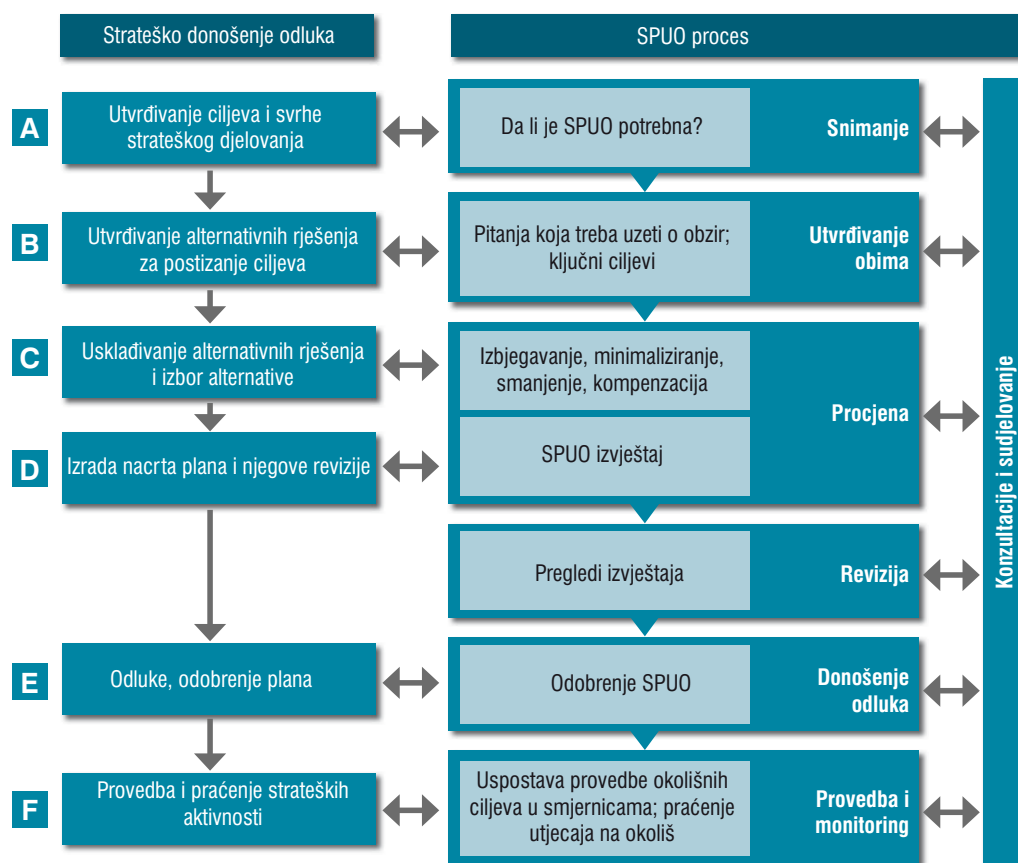 Strateško donošenje odluka
SPUO proces
A
Utvrđivanje ciljeva i svrhe
strateškog djelovanja
Da li je SPUO potrebna?
Snimanje
B
Utvrđivanje alternativnih rješenja
za postizanje ciljeva
Pitanja koja treba uzeti o obzir;
ključni ciljevi
Utvrđivanje
obima
C
Usklađivanje alternativnih rješenja
i izbor alternative
Izbjegavanje, minimaliziranje,
smanjenje, kompenzacija
Procjena
D
Izrada nacrta plana i njegove revizije
SPUO izvještaj
Pregledi izvještaja
Revizija
E
Odluke, odobrenje plana
Odobrenje SPUO
Donošenje
odluka
F
Provedba i praćenje strateških
aktivnosti
Uspostava provedbe okolišnih
ciljeva u smjernicama; praćenje
utjecaja na okoliš
Provedba i
monitoring
Konzultacije i sudjelovanje